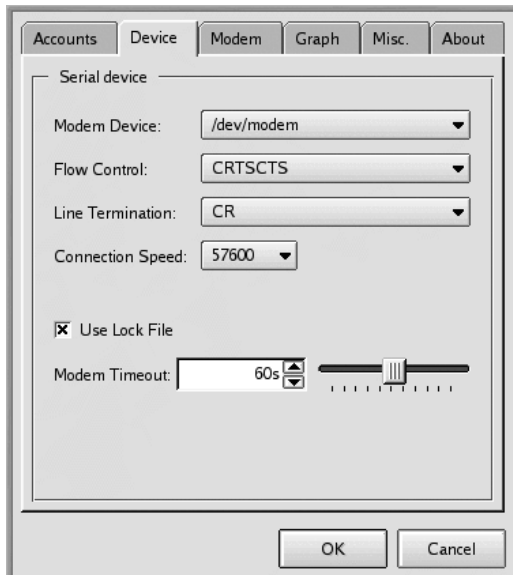 Accounts Device Modem Graph Misc. About
Serial device
Modem Device: /dev/modem
Flow Control: CRTSCTS
Line Termination: CR
Connection Speed: 57600
Use Lock File
Modem Timeout: 60s
OK Cancel